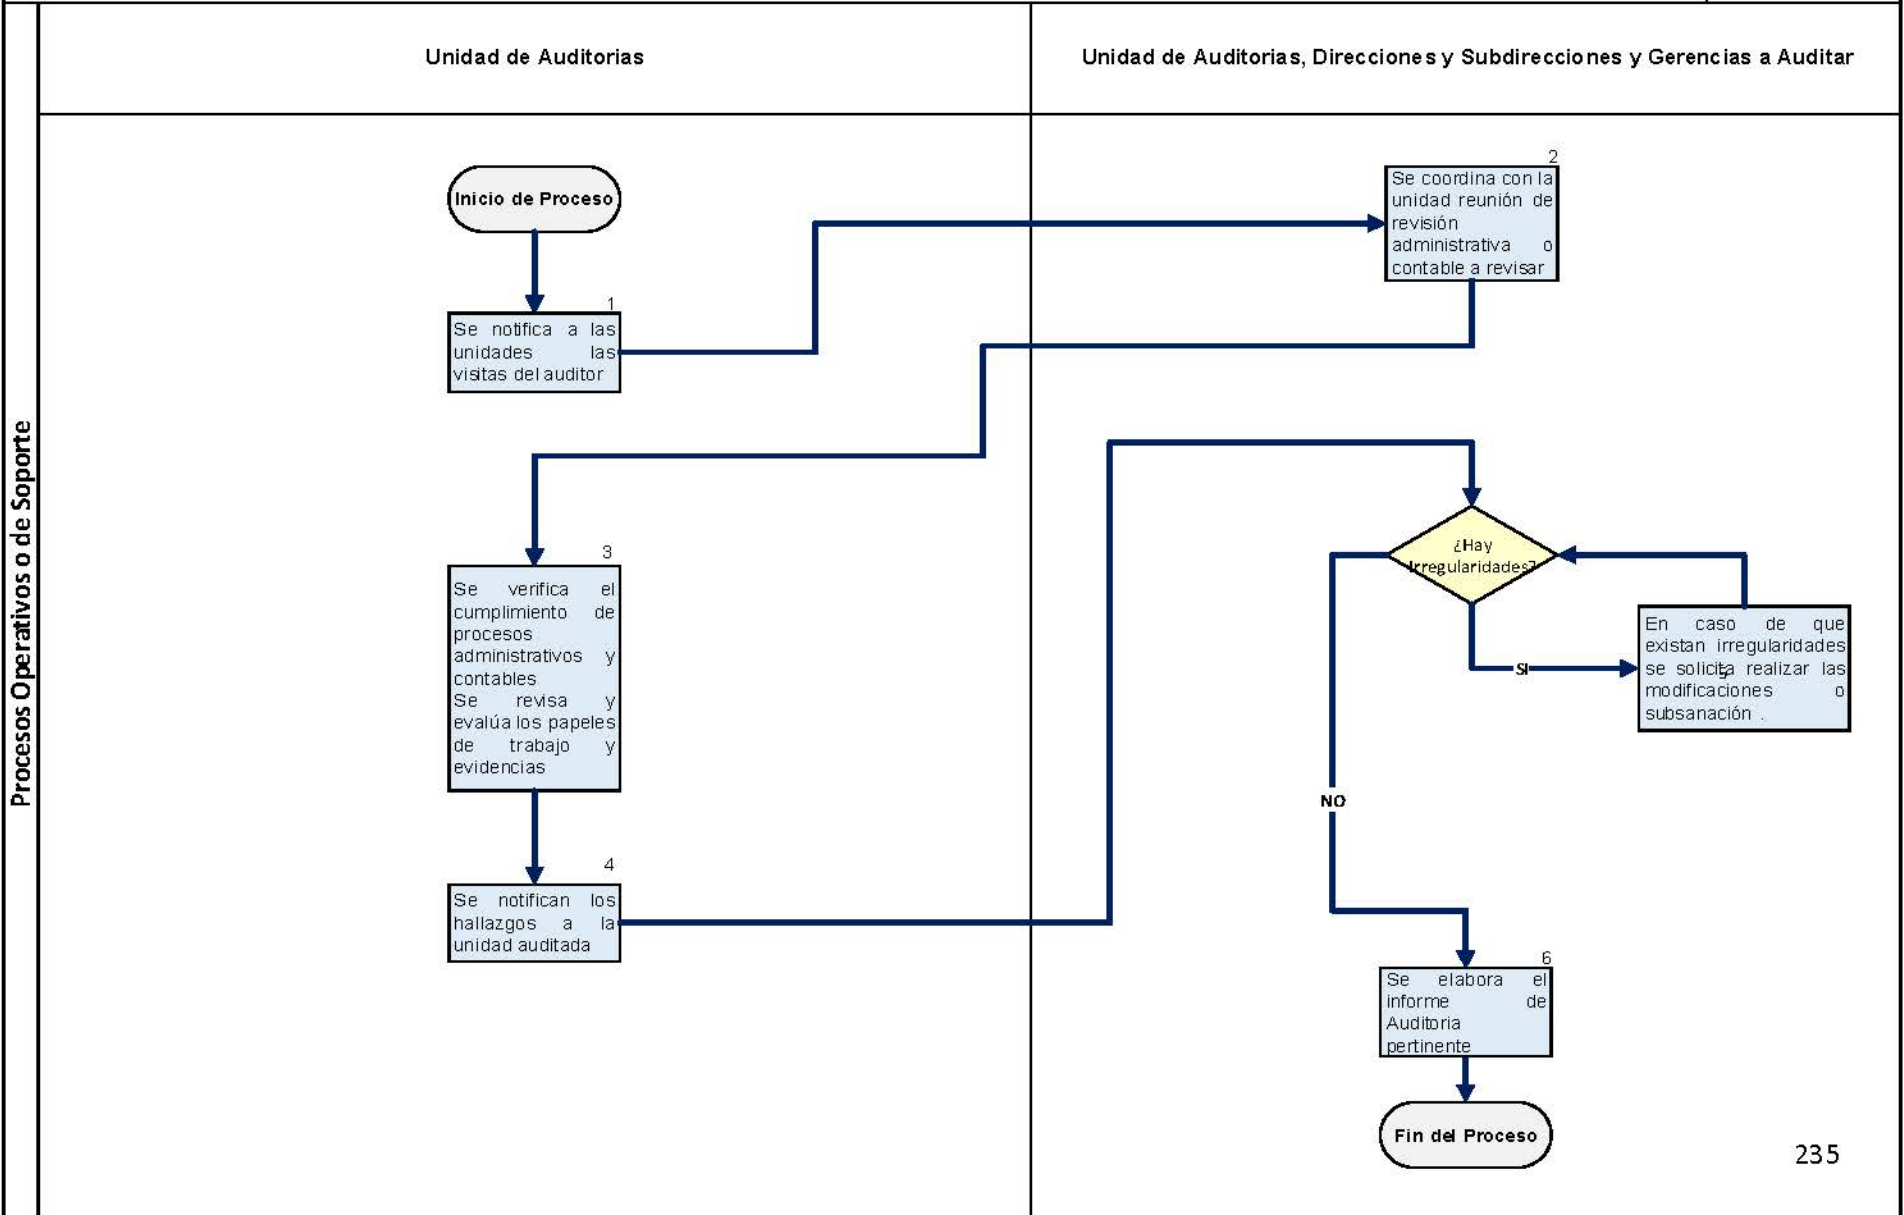 Unidad de Auditorias
Unidad de Auditorias, Direcciones y Subdirecciones y Gerencias a Auditar
Procesos Operativos o de Soporte
Inicio de Proceso
1
Se notifica a las
unidades las
visitas del auditor
2
Se coordina con la
unidad reunión de
revisión
administrativa o
contable a revisar
3
Se verifica el
cumplimiento de
procesos
administrativos y
contables
Se revisa y
evalúa los papeles
de trabajo y
evidencias
4
Se notifican los
hallazgos a la
unidad auditada
¿Hay
Irregularidades?
SI
5
En caso de que
existan irregularidades
se solicita realizar las
modificaciones o
subsanación .
NO
6
Se elabora el
informe de
Auditoria
pertinente
Fin del Proceso
235